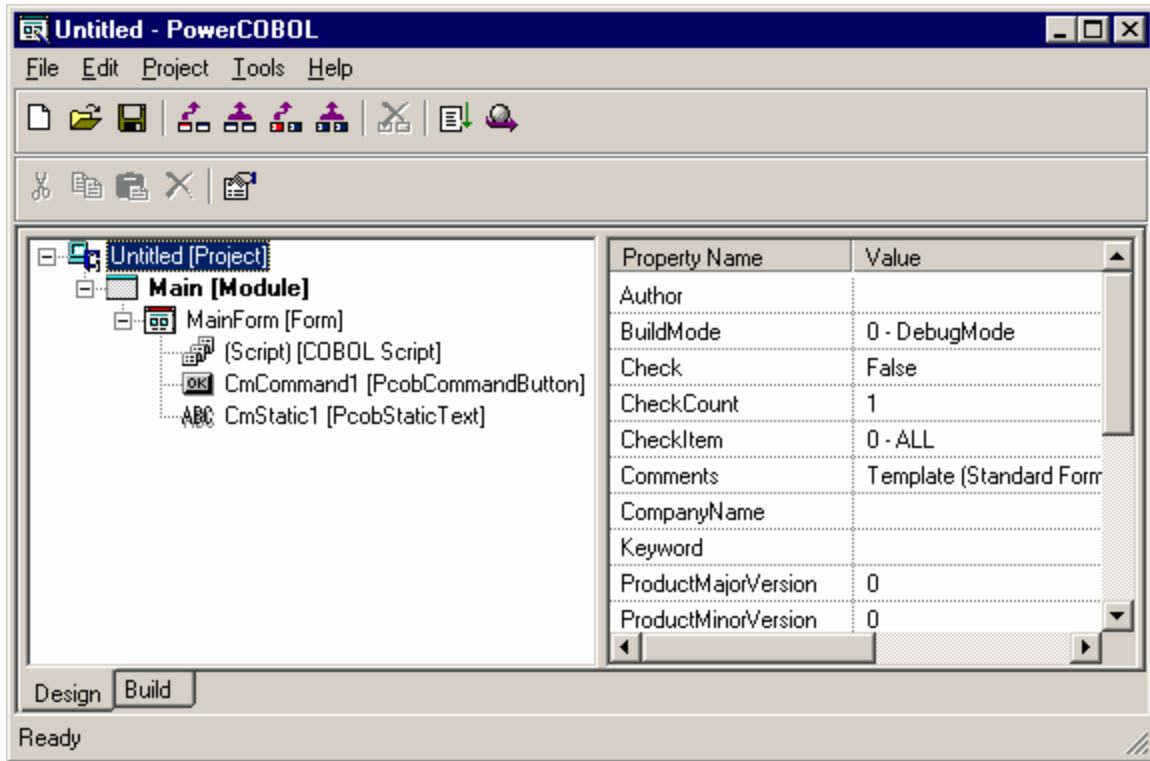 Untitled - PowerCOBOL
File Edit Project Tools Help
Untitled [Project]
Main [Module]
MainForm [Form]
(Script) [COBOL Script]
OK CmCommand1 [PcobCommandButton]
ABC CmStatic1 [PcobStaticText]
Property Name Value
Author
BuildMode 0 - DebugMode
Check False
CheckCount 1
CheckItem 0 - ALL
Comments Template (Standard Form
CompanyName
Keyword
ProductMajorVersion 0
ProductMinorVersion 0
Design Build
Ready